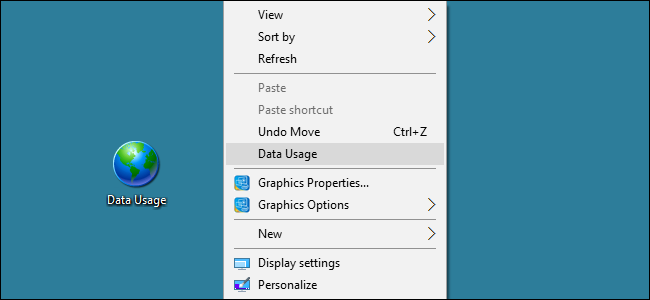 View
Sort by
Refresh
Paste
Paste shortcut
Undo Move Ctrl+Z
Data Usage
Graphics Properties...
Graphics Options
New
Display settings
Personalize
Data Usage